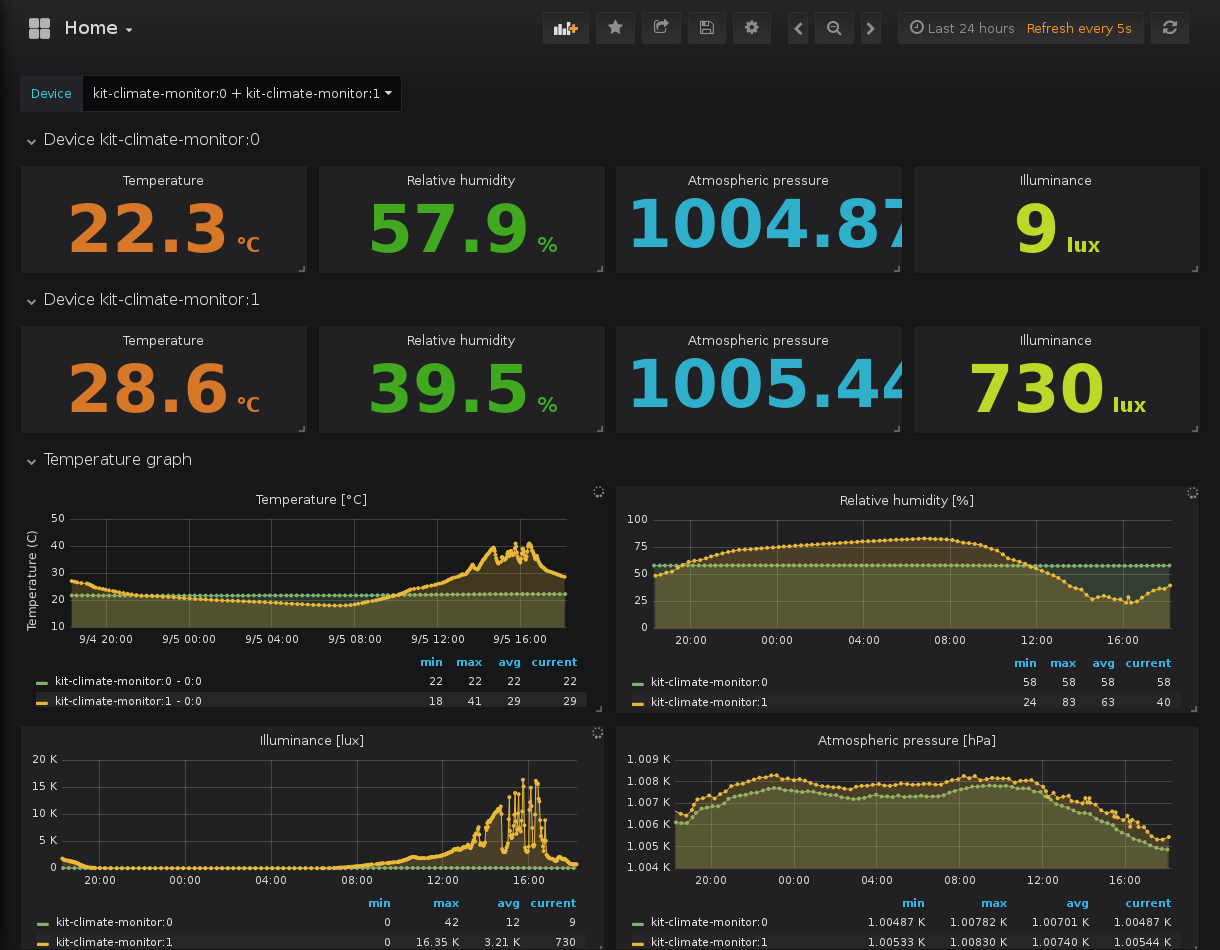 Home
Last 24 hours Refresh every 5s
Device kit-climate-monitor:0 + kit-climate-monitor:1
Device kit-climate-monitor:0
Temperature Relative humidity Atmospheric pressure Illuminance
22.3 °C 57.9 % 1004.87 9 lux
Device kit-climate-monitor:1
Temperature Relative humidity Atmospheric pressure Illuminance
28.6 °C 39.5 % 1005.44 730 lux
Temperature graph
Temperature [°C]
Temperature (C)
50
40
30
20
10
9/4 20:00 9/5 00:00 9/5 04:00 9/5 08:00 9/5 12:00 9/5 16:00
min max avg current
kit-climate-monitor:0 - 0:0 22 22 22 22
kit-climate-monitor:1 - 0:0 18 41 29 29
Relative humidity [%]
100
75
50
25
0
20:00 00:00 04:00 08:00 12:00 16:00
min max avg current
kit-climate-monitor:0 58 58 58 58
kit-climate-monitor:1 24 83 63 40
Illuminance [lux]
20 K
15 K
10 K
5 K
0
20:00 00:00 04:00 08:00 12:00 16:00
min max avg current
kit-climate-monitor:0 0 42 12 9
kit-climate-monitor:1 0 16.35 K 3.21 K 730
Atmospheric pressure [hPa]
1.009 K
1.008 K
1.007 K
1.006 K
1.005 K
1.004 K
20:00 00:00 04:00 08:00 12:00 16:00
min max avg current
kit-climate-monitor:0 1.00487 K 1.00782 K 1.00701 K 1.00487 K
kit-climate-monitor:1 1.00533 K 1.00830 K 1.00740 K 1.00544 K